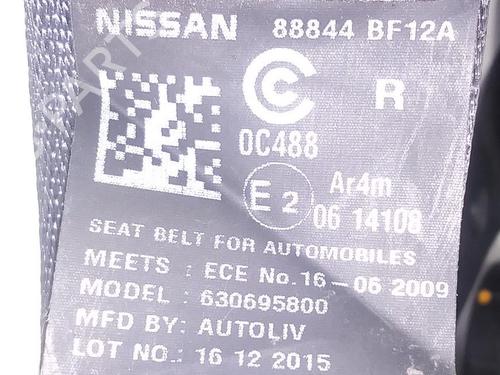 NISSAN 88844 BF12A
R
0C488
E 2 Ar4m
06 14108
SEAT BELT FOR AUTOMOBILES
MEETS : ECE No.16-06 2009
MODEL : 630695800
MFD BY: AUTOLIV
LOT NO.: 16 12 2015